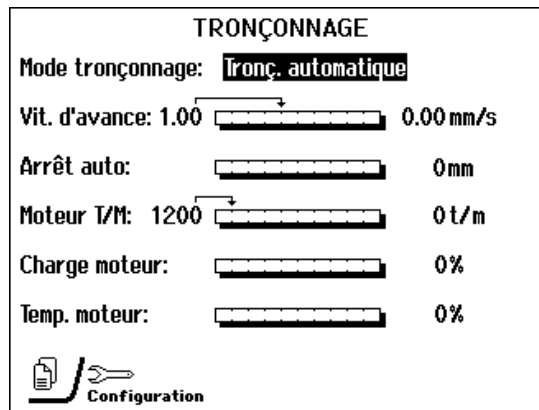 TRONÇONNAGE
Mode tronçonnage: Tronç. automatique
Vit. d'avance: 1.00 0.00 mm/s
Arrêt auto: 0 mm
Moteur T/M: 1200 0 t/m
Charge moteur: 0%
Temp. moteur: 0%
Configuration